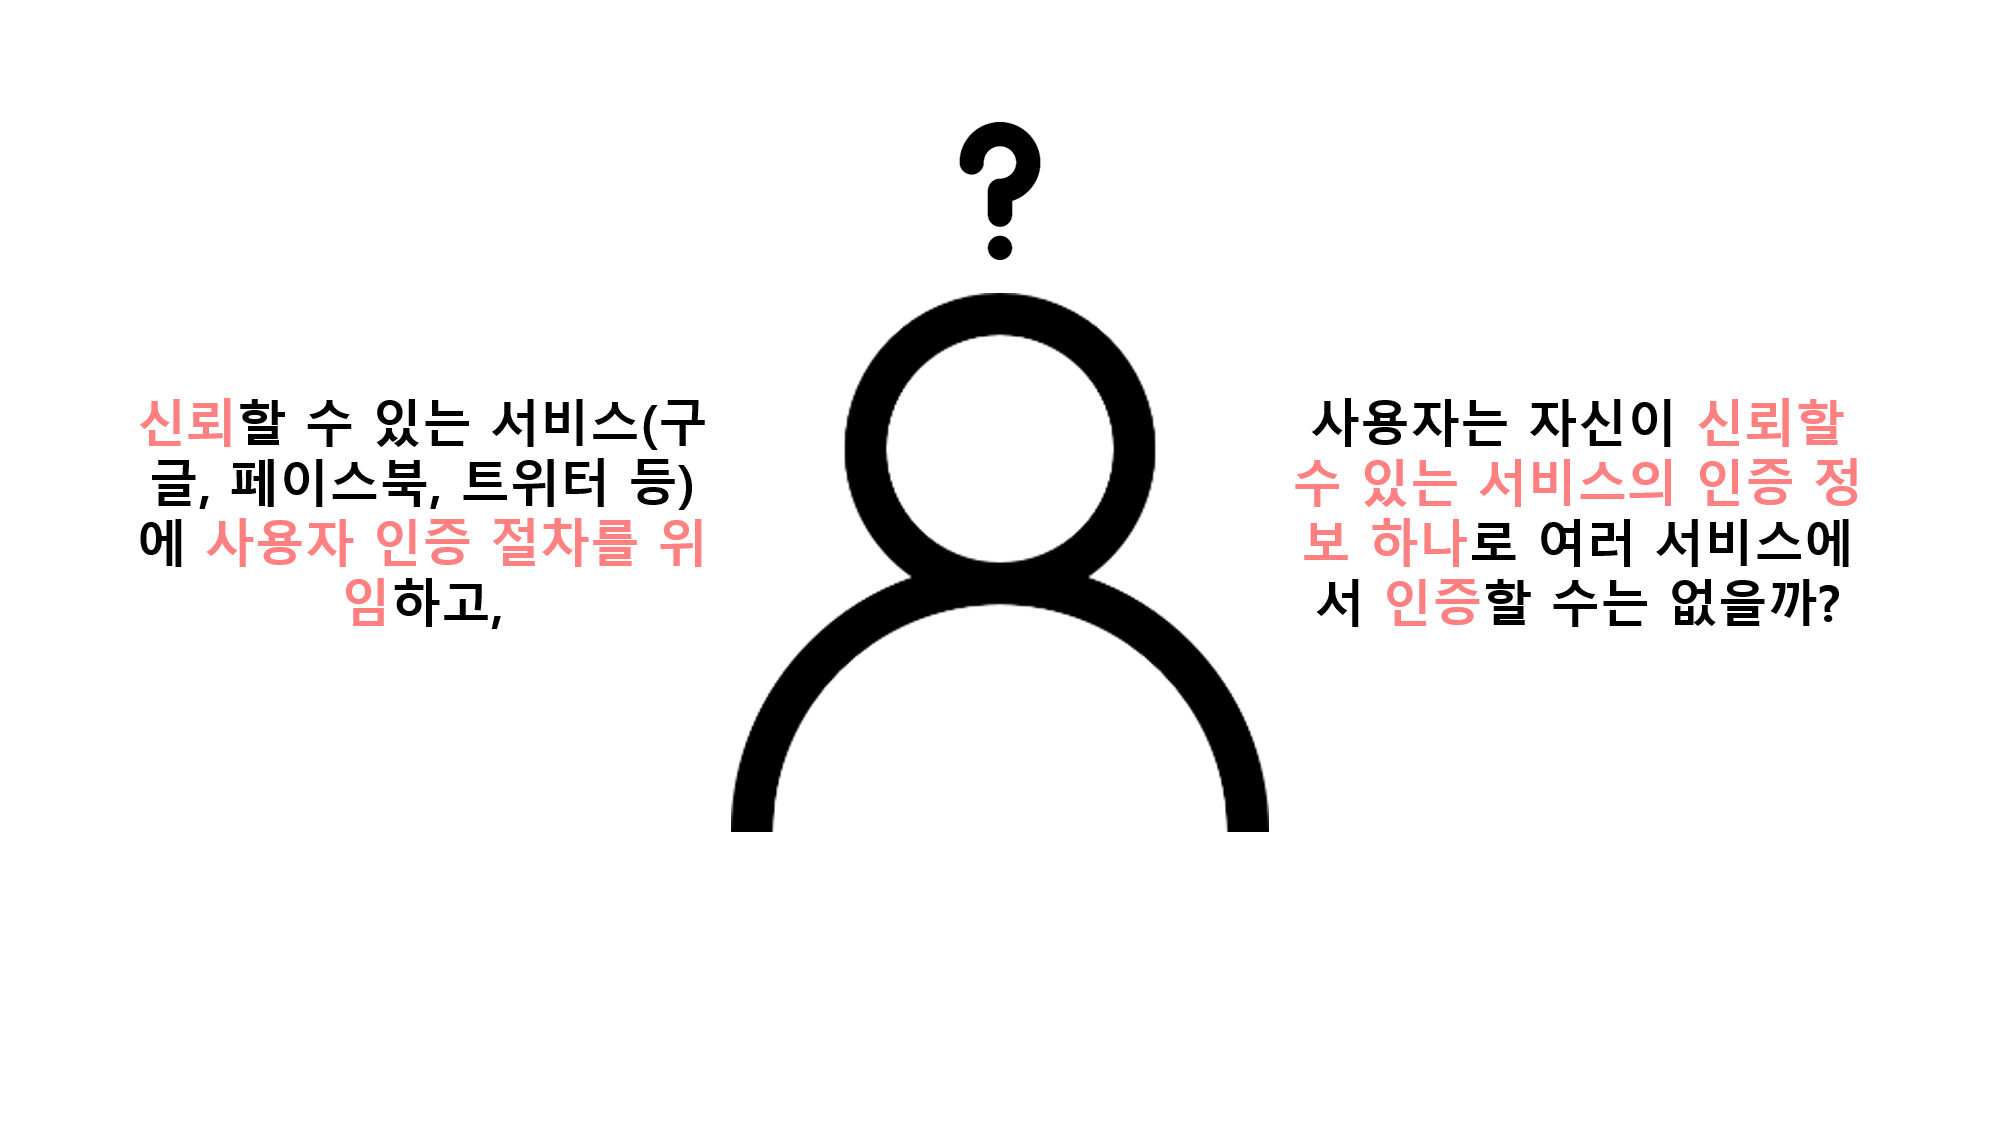 ?
신뢰할 수 있는 서비스(구
글, 페이스북, 트위터 등)
에 사용자 인증 절차를 위
임하고,
사용자는 자신이 신뢰할
수 있는 서비스의 인증 정
보 하나로 여러 서비스에
서 인증할 수는 없을까?